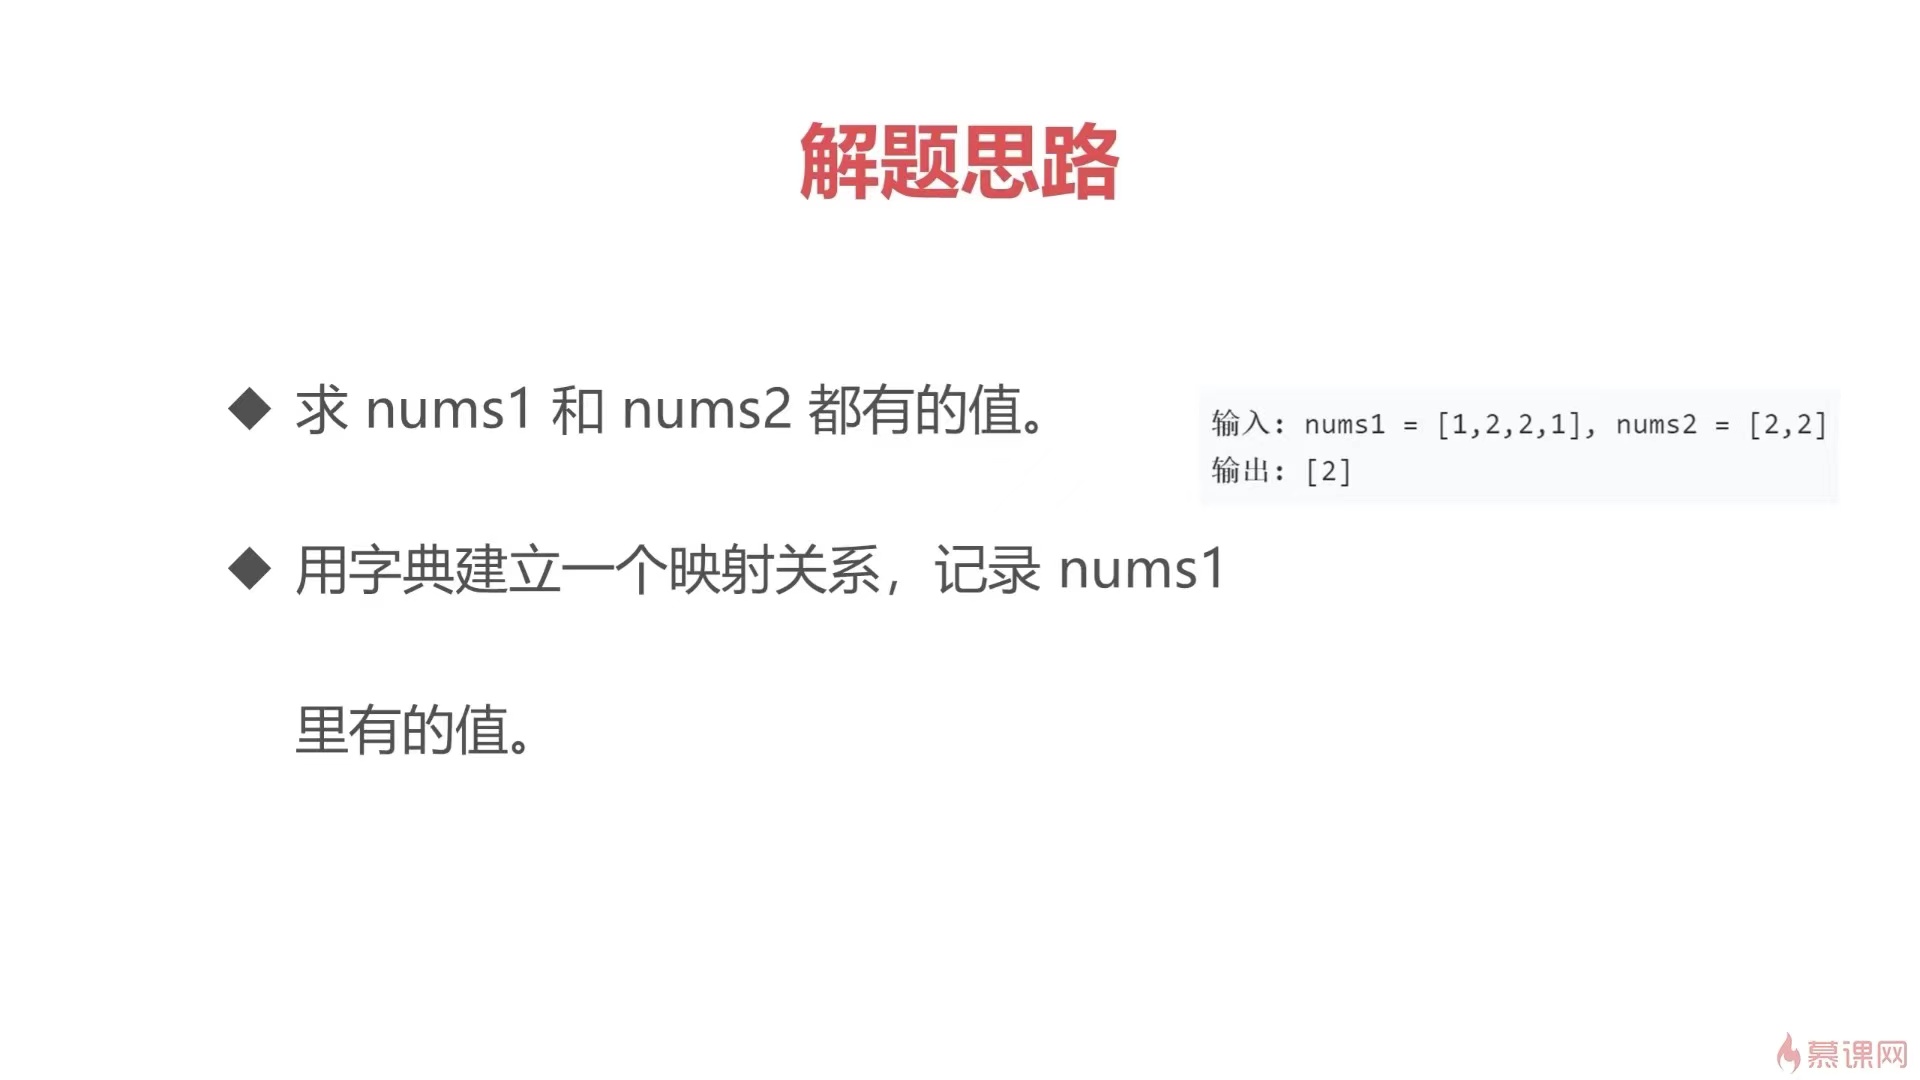 解题思路
◆ 求 nums1 和 nums2 都有的值。
输入: nums1 = [1,2,2,1], nums2 = [2,2]
输出: [2]
◆ 用字典建立一个映射关系，记录 nums1
里有的值。
慕课网